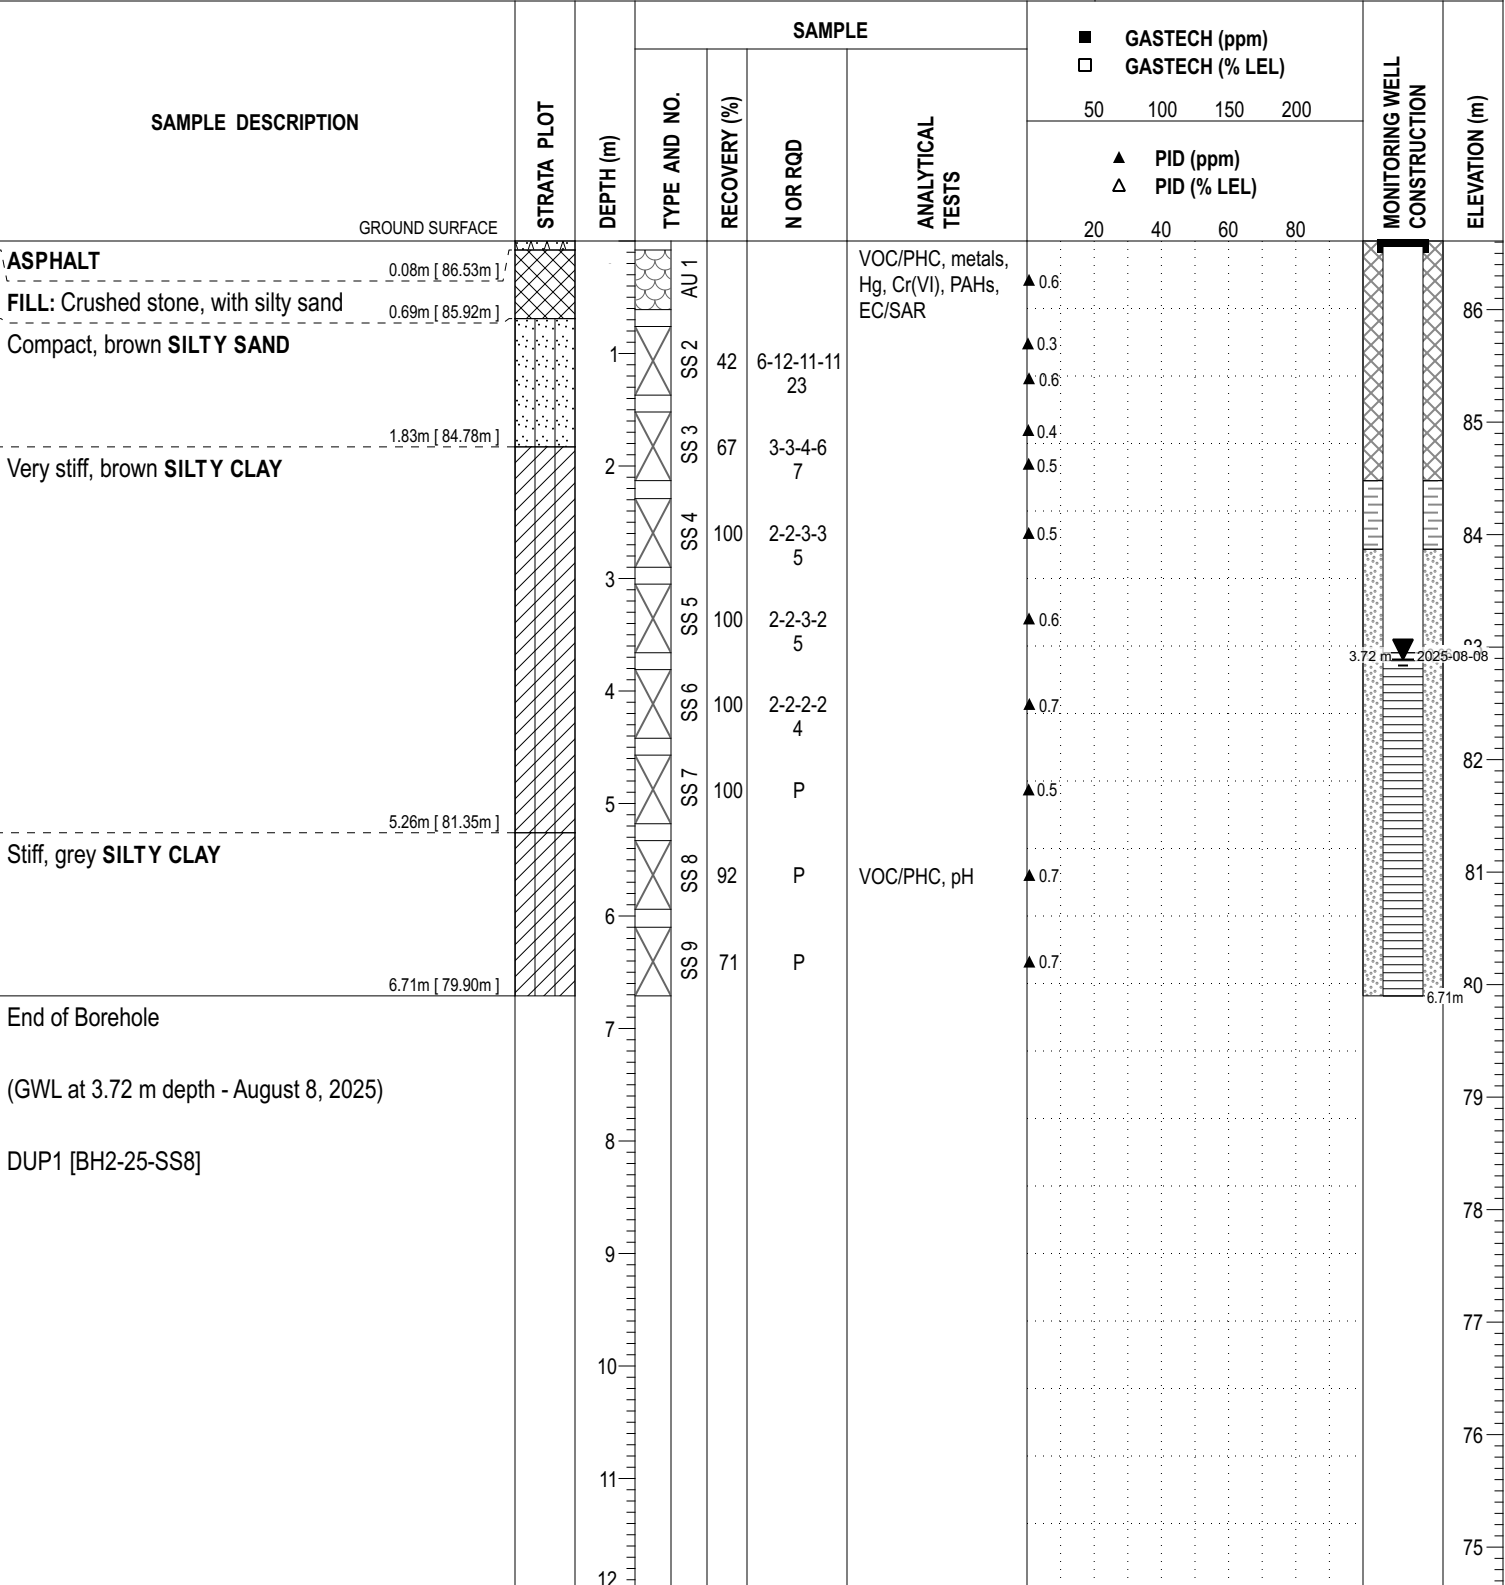 SAMPLE
GASTECH (ppm)
GASTECH (% LEL)
50 100 150 200
PID (ppm)
PID (% LEL)
20 40 60 80
SAMPLE DESCRIPTION
STRATA PLOT
DEPTH (m)
TYPE AND NO.
RECOVERY (%)
N OR RQD
ANALYTICAL
TESTS
MONITORING WELL
CONSTRUCTION
ELEVATION (m)
GROUND SURFACE
ASPHALT
0.08m [ 86.53m ]
AU 1
VOC/PHC, metals,
Hg, Cr(VI), PAHs,
EC/SAR
0.6
FILL: Crushed stone, with silty sand
0.69m [ 85.92m ]
86
Compact, brown SILTY SAND
1
SS 2
42
6-12-11-11
23
0.3
0.6
85
1.83m [ 84.78m ]
SS 3
67
3-3-4-6
7
0.4
0.5
Very stiff, brown SILTY CLAY
2
SS 4
100
2-2-3-3
5
0.5
84
3
SS 5
100
2-2-3-2
5
0.6
3.72 m
2025-08-08
4
SS 6
100
2-2-2-2
4
0.7
82
SS 7
100
P
0.5
5
5.26m [ 81.35m ]
Stiff, grey SILTY CLAY
SS 8
92
P
VOC/PHC, pH
0.7
81
6
SS 9
71
P
0.7
6.71m [ 79.90m ]
80
6.71m
End of Borehole
7
(GWL at 3.72 m depth - August 8, 2025)
79
8
DUP1 [BH2-25-SS8]
78
9
77
10
76
11
75
12